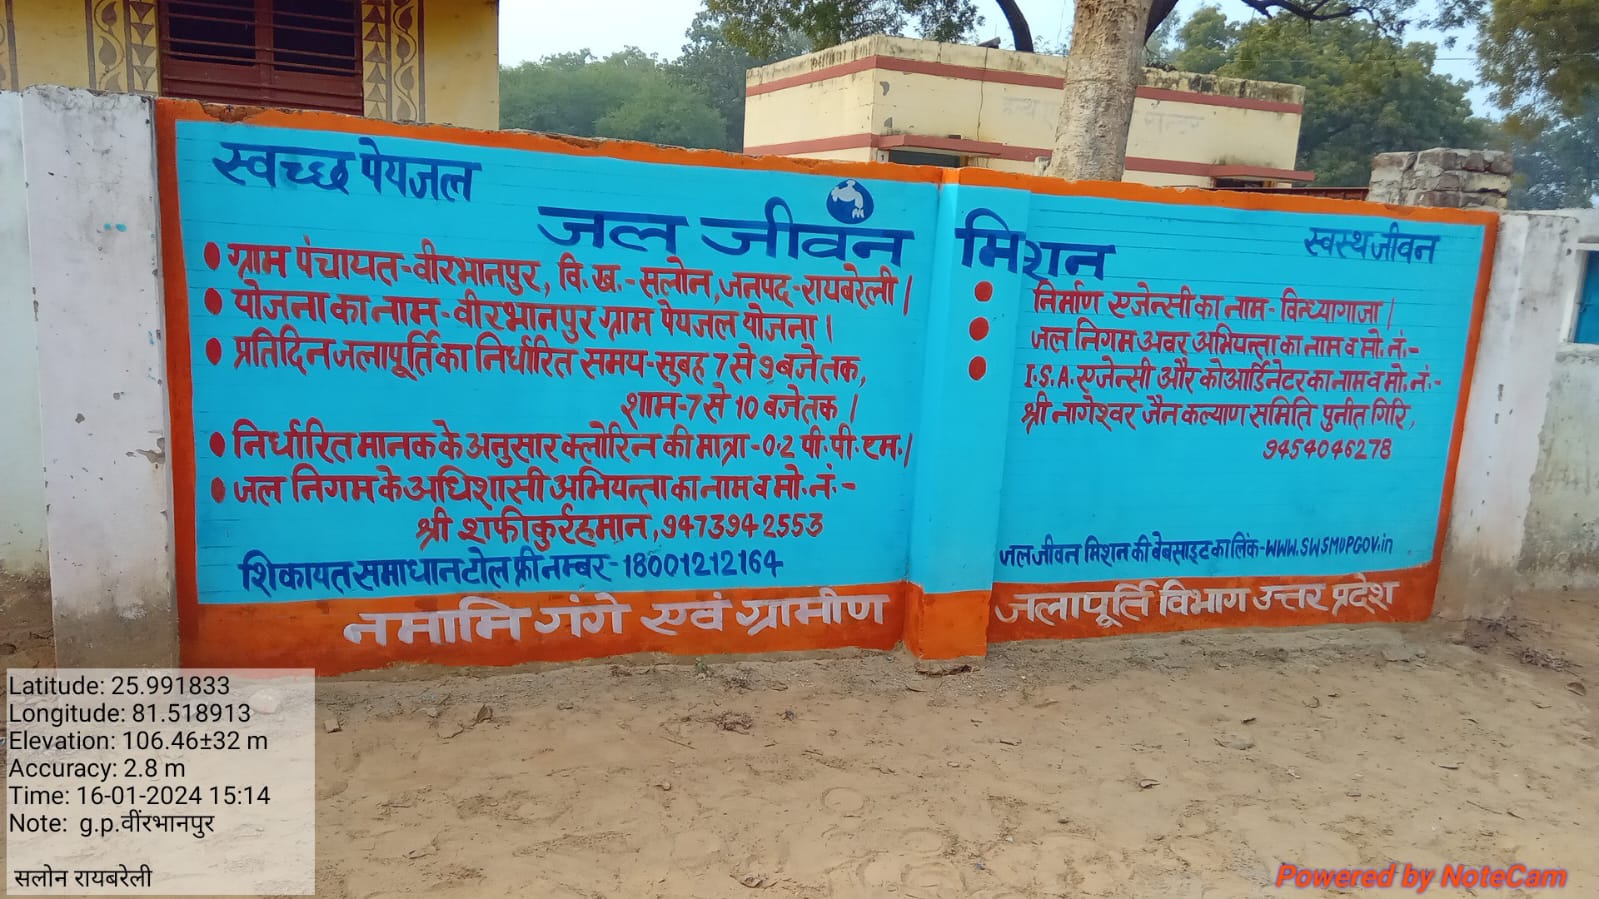 स्वच्छ पेयजल
जल जीवन मिशन
स्वस्थ जीवन
• ग्राम पंचायत-वीरभानपुर, वि.ख.-सलोन, जनपद-रायबरेली।
• योजना का नाम-वीरभानपुर ग्राम पेयजल योजना।
• प्रतिदिन जलापूर्ति का निर्धारित समय-सुबह 7 से 9 बजे तक,
शाम-7 से 10 बजे तक।
• निर्धारित मानक के अनुसार क्लोरिन की मात्रा-0.2 पी.पी.एम.।
• जल निगम के अधिशासी अभियन्ता का नाम व मो.नं.-
श्री शफीकुर्रहमान, 9473942553
शिकायत समाधान टोल फ्री नम्बर-18001212164
• निर्माण एजेन्सी का नाम-विन्ध्यागाजा।
• जल निगम अवर अभियन्ता का नाम व मो.नं.-
• I.S.A. एजेन्सी और कोआर्डिनेटर का नाम व मो.नं.-
श्री नागेश्वर जैन कल्याण समिति पुनीत गिरि,
9454046278
जल जीवन मिशन की बेबसाइट का लिंक-WWW.SWSMUPGOV.in
नमामि गंगे एवं ग्रामीण जलापूर्ति विभाग उत्तर प्रदेश
Latitude: 25.991833
Longitude: 81.518913
Elevation: 106.46±32 m
Accuracy: 2.8 m
Time: 16-01-2024 15:14
Note: g.p.वींरभानपुर
सलोन रायबरेली
Powered by NoteCam